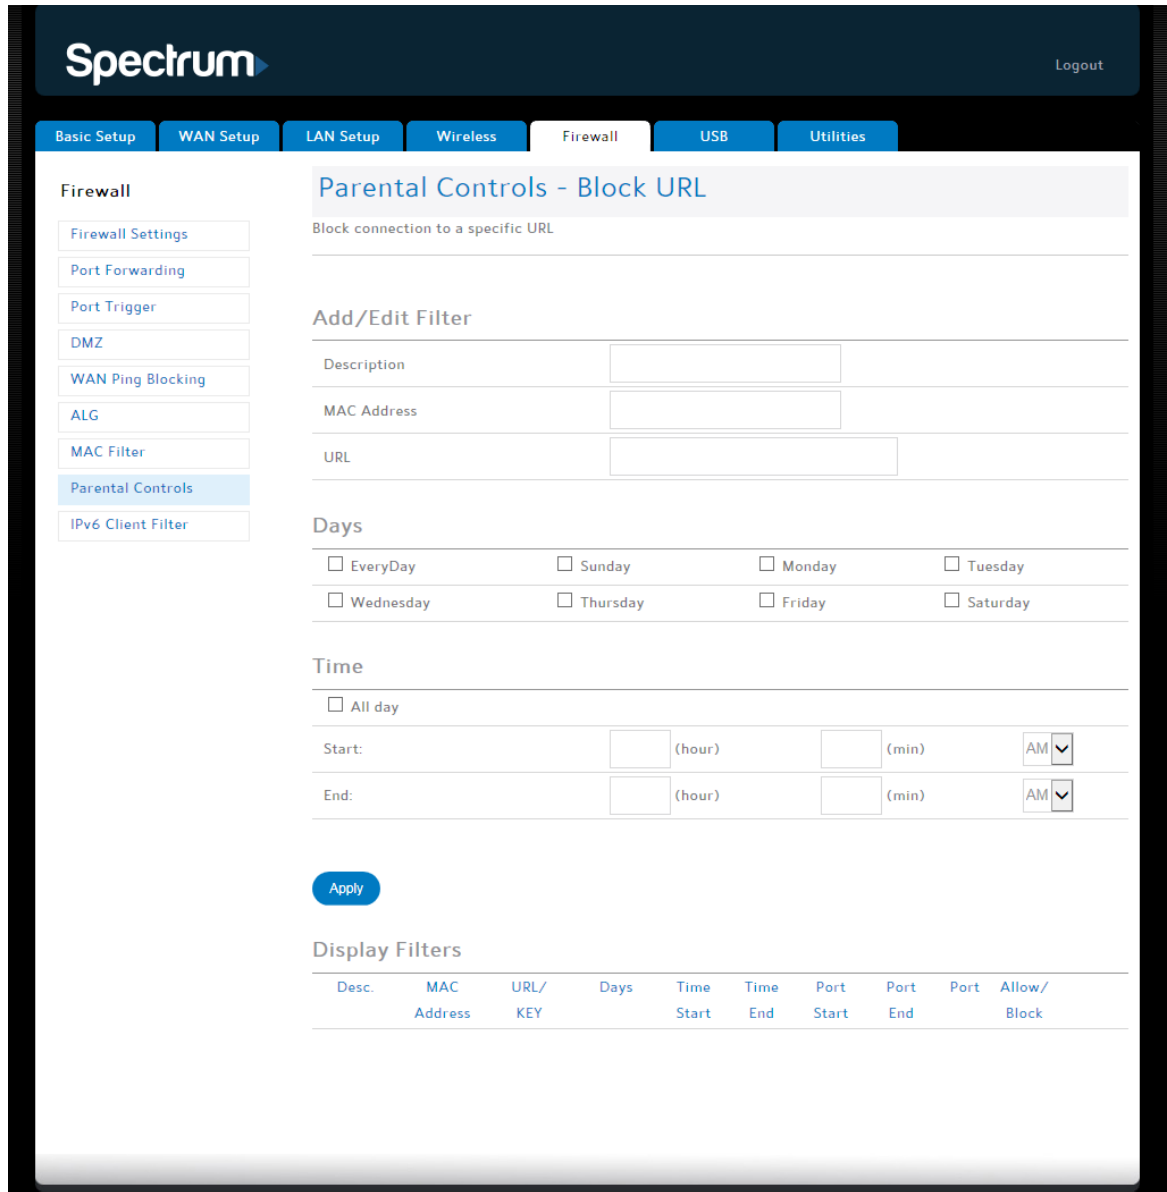 Spectrum
Logout
Basic Setup WAN Setup LAN Setup Wireless Firewall USB Utilities
Firewall
Firewall Settings
Port Forwarding
Port Trigger
DMZ
WAN Ping Blocking
ALG
MAC Filter
Parental Controls
IPv6 Client Filter
Parental Controls - Block URL
Block connection to a specific URL
Add/Edit Filter
Description
MAC Address
URL
Days
EveryDay Sunday Monday Tuesday
Wednesday Thursday Friday Saturday
Time
All day
Start: (hour) (min) AM
End: (hour) (min) AM
Apply
Display Filters
Desc. MAC URL/ Days Time Time Port Port Port Allow/
Address KEY Start End Start End Block